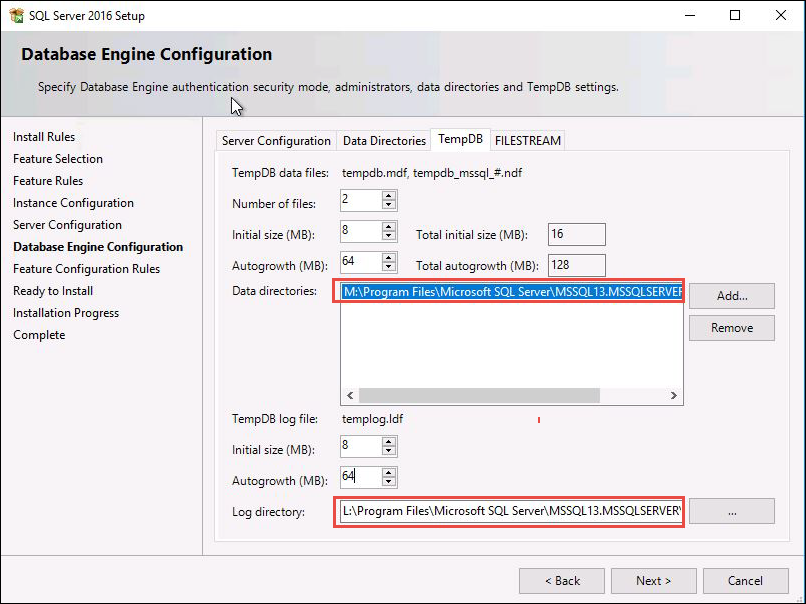 SQL Server 2016 Setup
Database Engine Configuration
Specify Database Engine authentication security mode, administrators, data directories and TempDB settings.
Install Rules
Feature Selection
Feature Rules
Instance Configuration
Server Configuration
Database Engine Configuration
Feature Configuration Rules
Ready to Install
Installation Progress
Complete
Server Configuration Data Directories TempDB FILESTREAM
TempDB data files: tempdb.mdf, tempdb_mssql_#.ndf
Number of files: 2
Initial size (MB): 8 Total initial size (MB): 16
Autogrowth (MB): 64 Total autogrowth (MB): 128
Data directories: M:\Program Files\Microsoft SQL Server\MSSQL13.MSSQLSERVER Add...
Remove
TempDB log file: templog.ldf
Initial size (MB): 8
Autogrowth (MB): 64
Log directory: L:\Program Files\Microsoft SQL Server\MSSQL13.MSSQLSERVER\ ...
< Back Next > Cancel